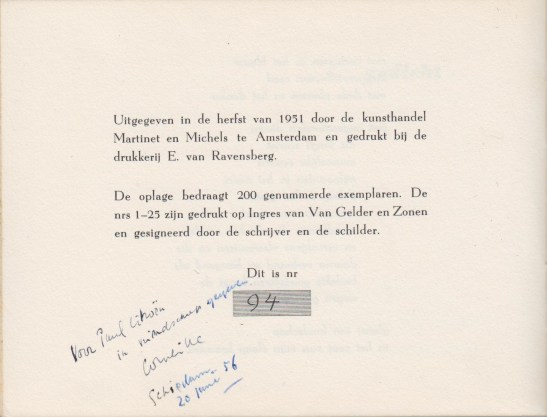 Uitgegeven in de herfst van 1951 door de kunsthandel
Martinet en Michels te Amsterdam en gedrukt bij de
drukkerij E. van Ravensberg.
De oplage bedraagt 200 genummerde exemplaren. De
nrs 1-25 zijn gedrukt op Ingres van Van Gelder en Zonen
en gesigneerd door de schrijver en de schilder.
Dit is nr
94
Voor Paul Citroën
in vriendschap gegeven
Corneille
Schiedam 56
20 juni